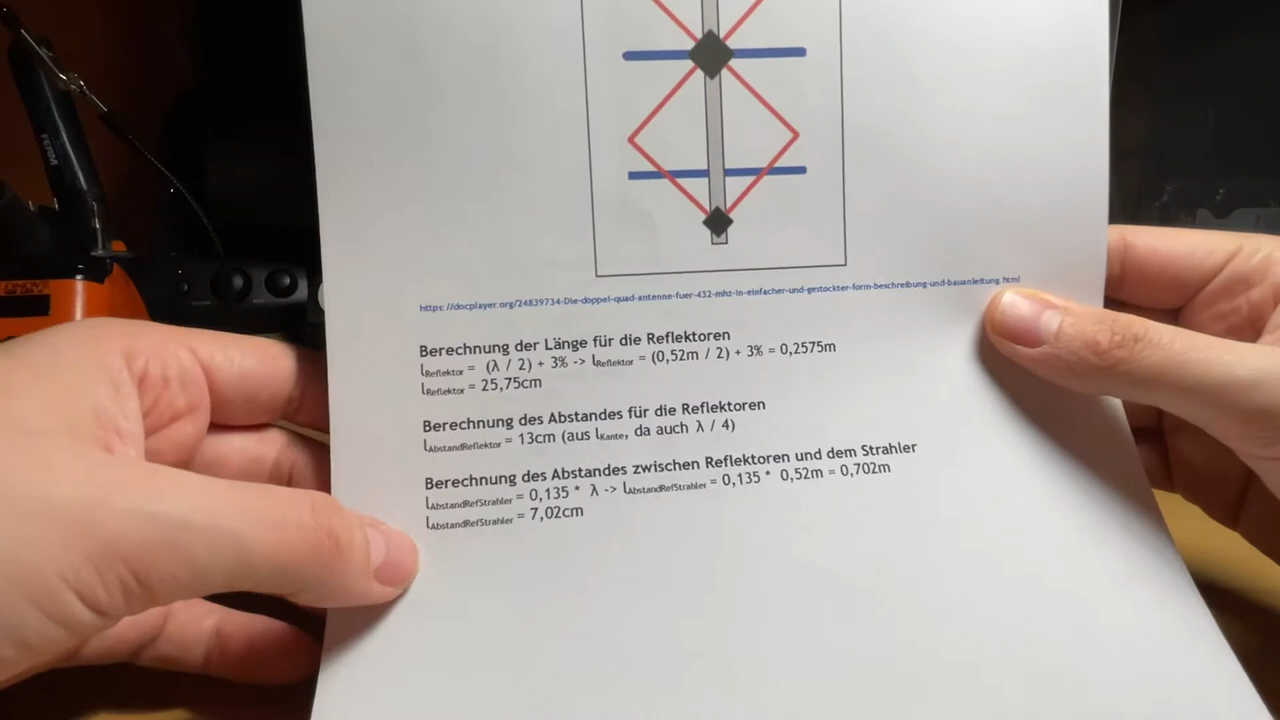 FERM
https://docplayer.org/24839734-Die-doppel-quad-antenne-fuer-432-mhz-in-einfacher-und-gestockter-form-beschreibung-und-bauanleitung.html
Berechnung der Länge für die Reflektoren
lReflektor = (λ / 2) + 3% -> lReflektor = (0,52m / 2) + 3% = 0,2575m
lReflektor = 25,75cm
Berechnung des Abstandes für die Reflektoren
lAbstandReflektor = 13cm (aus lKante, da auch λ / 4)
Berechnung des Abstandes zwischen Reflektoren und dem Strahler
lAbstandRefStrahler = 0,135 * λ -> lAbstandRefStrahler = 0,135 * 0,52m = 0,702m
lAbstandRefStrahler = 7,02cm